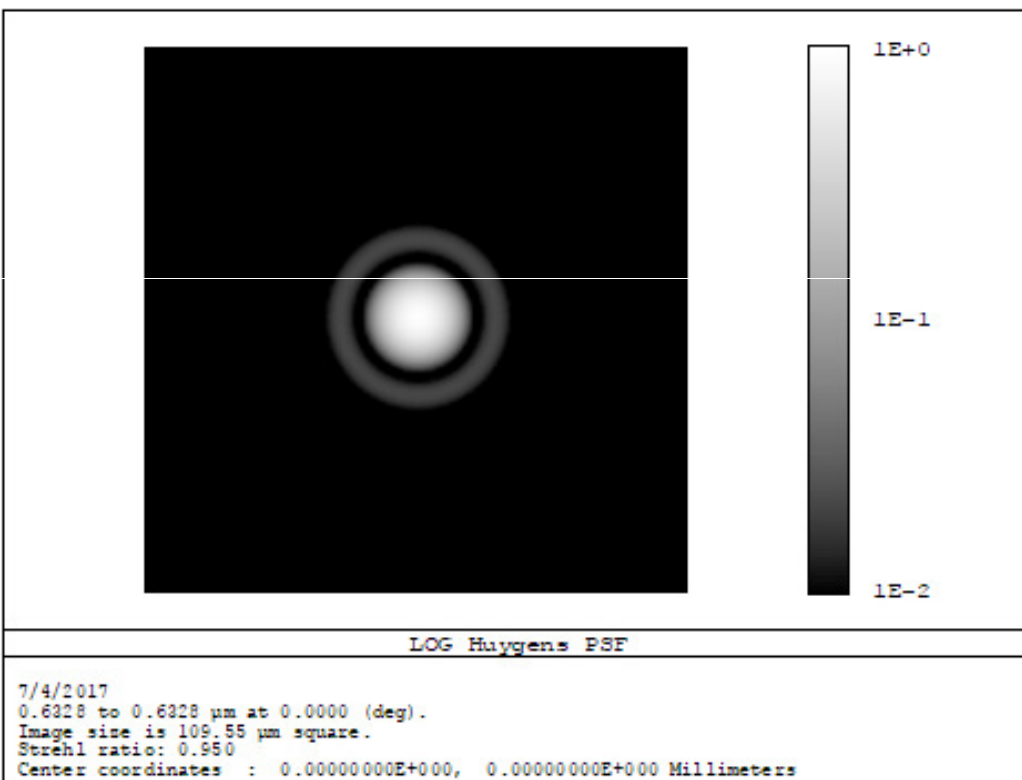 1E+0
1E-1
1E-2
LOG Huygens PSF
7/4/2017
0.6328 to 0.6328 µm at 0.0000 (deg).
Image size is 109.55 µm square.
Strehl ratio: 0.950
Center coordinates  :  0.00000000E+000,  0.00000000E+000 Millimeters